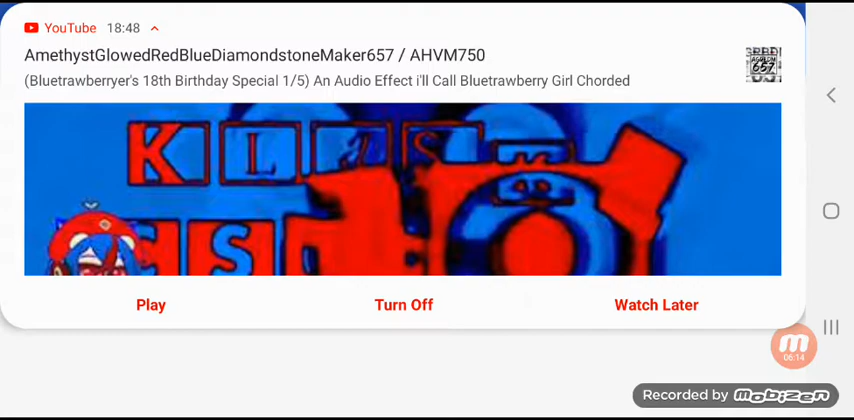 YouTube 18:48
AmethystGlowedRedBlueDiamondstoneMaker657 / AHVM750
657
(Bluetrawberryer's 18th Birthday Special 1/5) An Audio Effect i'll Call Bluetrawberry Girl Chorded
K L a s
S
Play Turn Off Watch Later
06:14
Recorded by mobizen